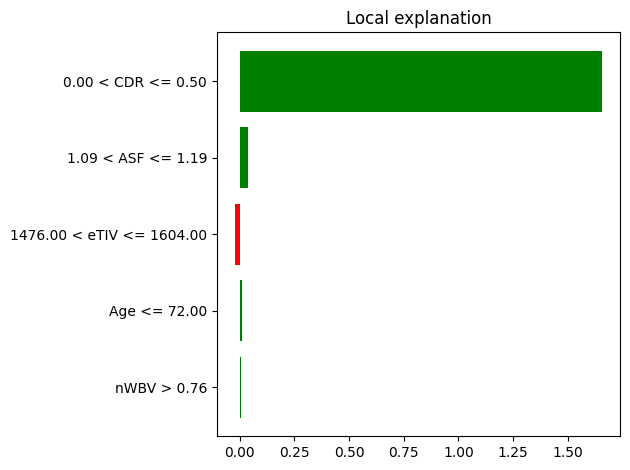 Local explanation
0.00 < CDR <= 0.50
1.09 < ASF <= 1.19
1476.00 < eTIV <= 1604.00
Age <= 72.00
nWBV > 0.76
0.00 0.25 0.50 0.75 1.00 1.25 1.50